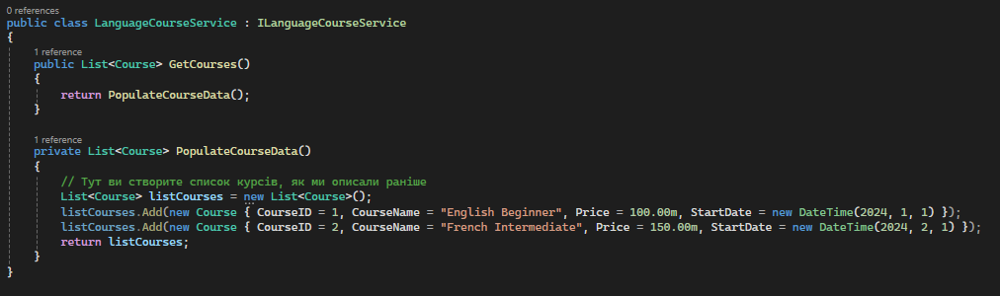 0 references
public class LanguageCourseService : ILanguageCourseService
{
1 reference
public List<Course> GetCourses()
{
return PopulateCourseData();
}
1 reference
private List<Course> PopulateCourseData()
{
// Тут ви створите список курсів, як ми описали раніше
List<Course> listCourses = new List<Course>();
listCourses.Add(new Course { CourseID = 1, CourseName = "English Beginner", Price = 100.00m, StartDate = new DateTime(2024, 1, 1) });
listCourses.Add(new Course { CourseID = 2, CourseName = "French Intermediate", Price = 150.00m, StartDate = new DateTime(2024, 2, 1) });
return listCourses;
}
}